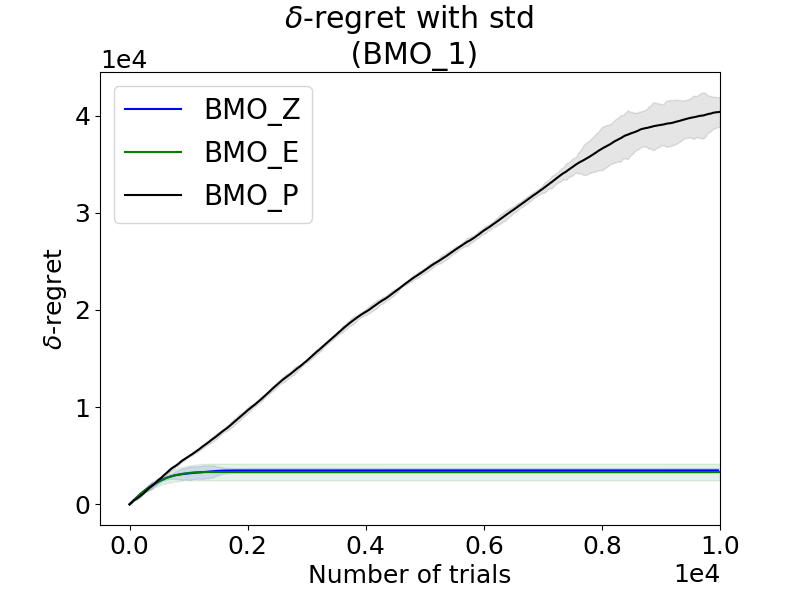 δ-regret with std
(BMO_1)
1e4
BMO_Z
BMO_E
BMO_P
4
3
2
1
0
δ-regret
0.0 0.2 0.4 0.6 0.8 1.0
Number of trials
1e4